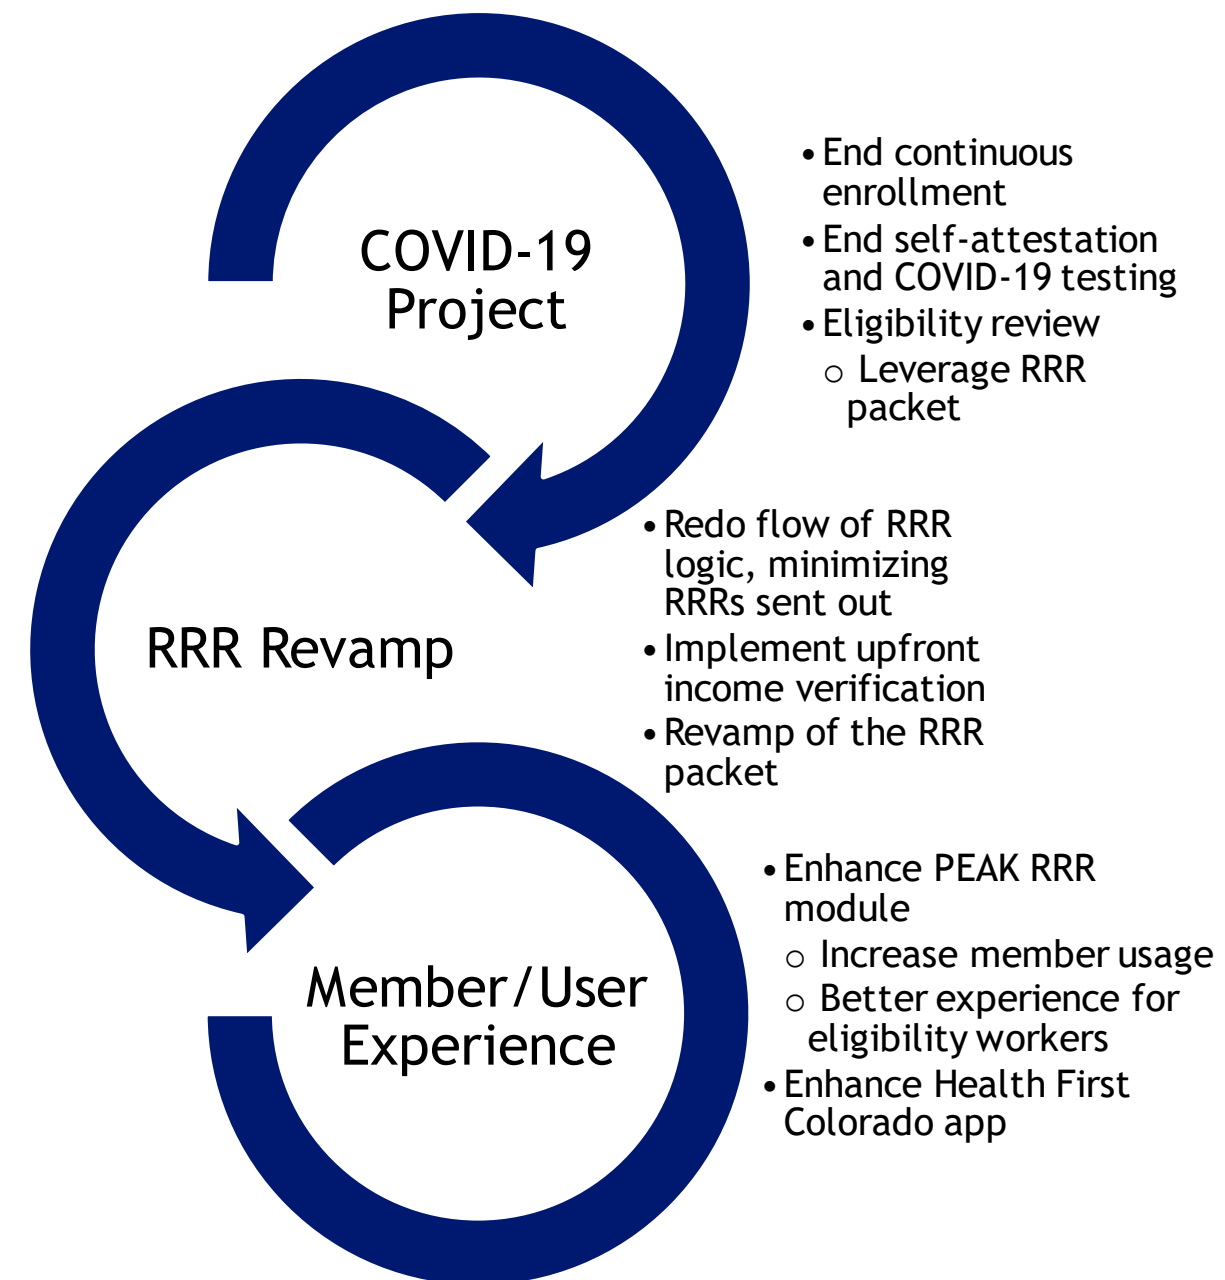 COVID-19
Project
• End continuous
enrollment
• End self-attestation
and COVID-19 testing
• Eligibility review
o Leverage RRR
packet
RRR Revamp
• Redo flow of RRR
logic, minimizing
RRRs sent out
• Implement upfront
income verification
• Revamp of the RRR
packet
Member/User
Experience
• Enhance PEAK RRR
module
o Increase member usage
o Better experience for
eligibility workers
• Enhance Health First
Colorado app